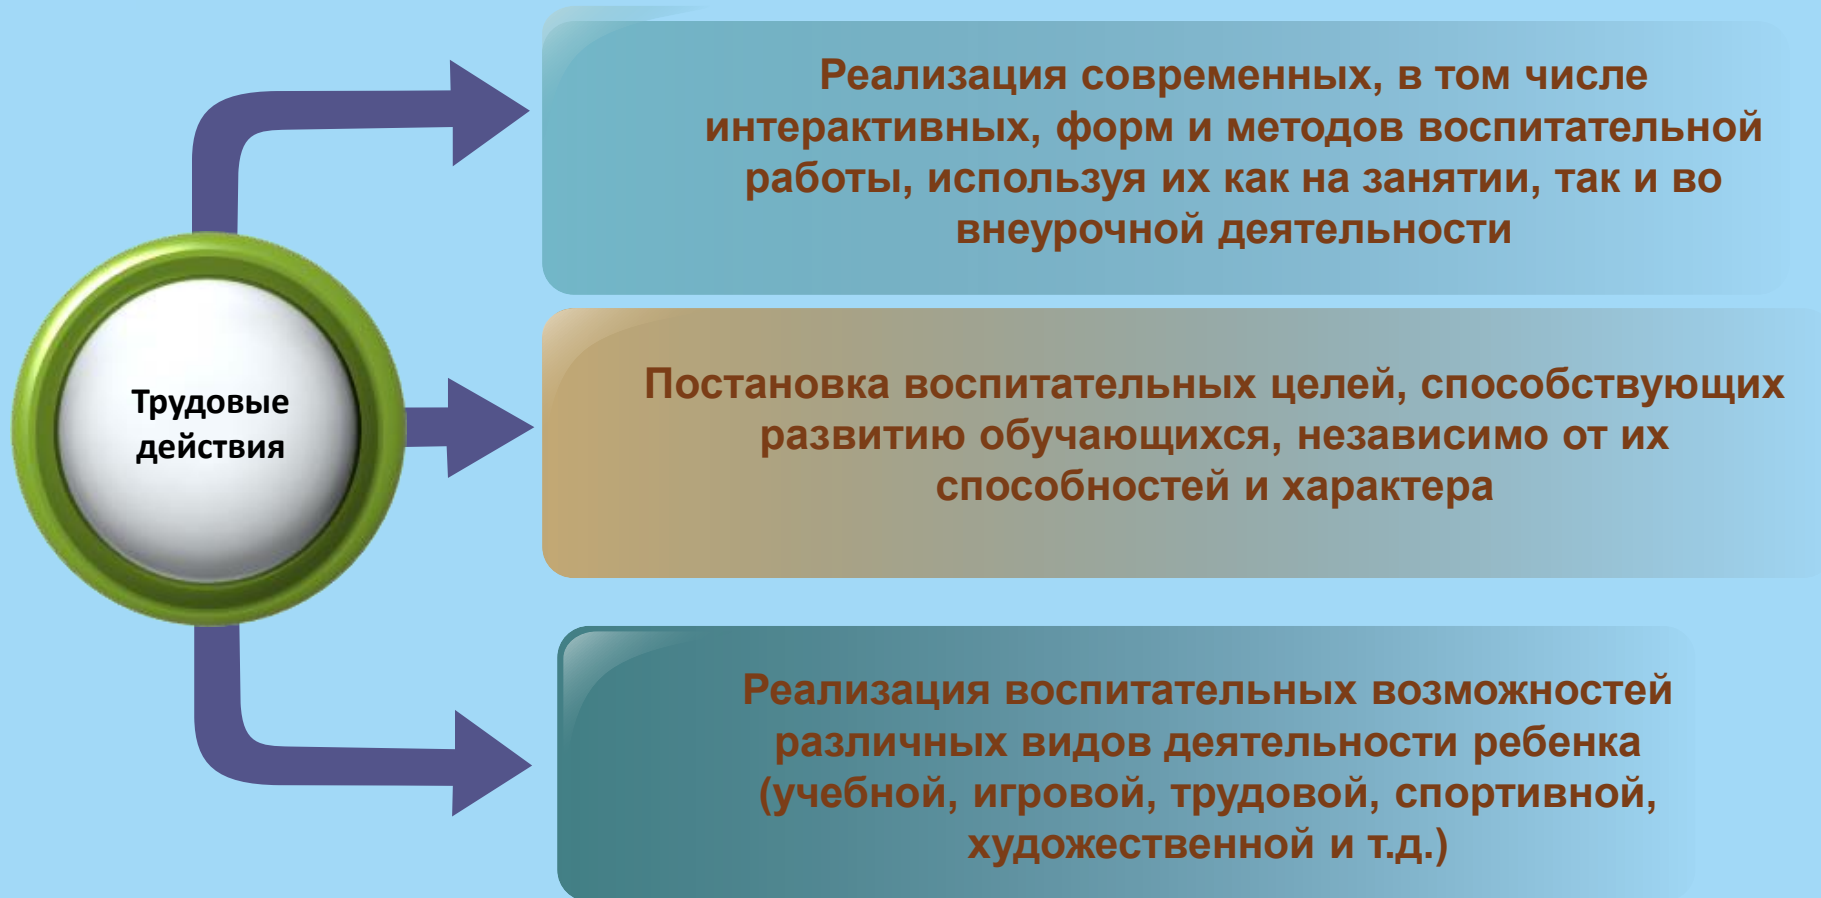 Реализация современных, в том числе
интерактивных, форм и методов воспитательной
работы, используя их как на занятии, так и во
внеурочной деятельности
Трудовые
действия
Постановка воспитательных целей, способствующих
развитию обучающихся, независимо от их
способностей и характера
Реализация воспитательных возможностей
различных видов деятельности ребенка
(учебной, игровой, трудовой, спортивной,
художественной и т.д.)